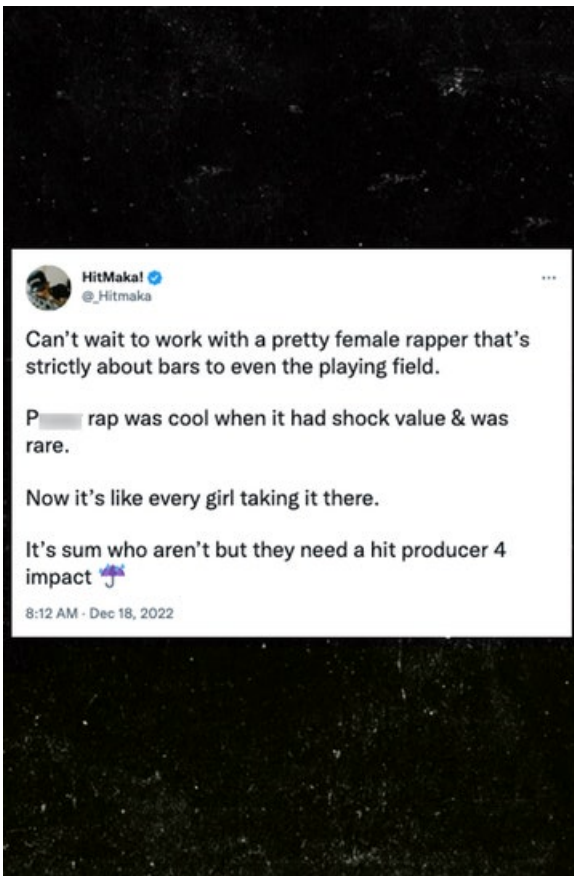 HitMaka!
@_Hitmaka
Can't wait to work with a pretty female rapper that's
strictly about bars to even the playing field.
P rap was cool when it had shock value & was
rare.
Now it's like every girl taking it there.
It's sum who aren't but they need a hit producer 4
impact ☔
8:12 AM · Dec 18, 2022